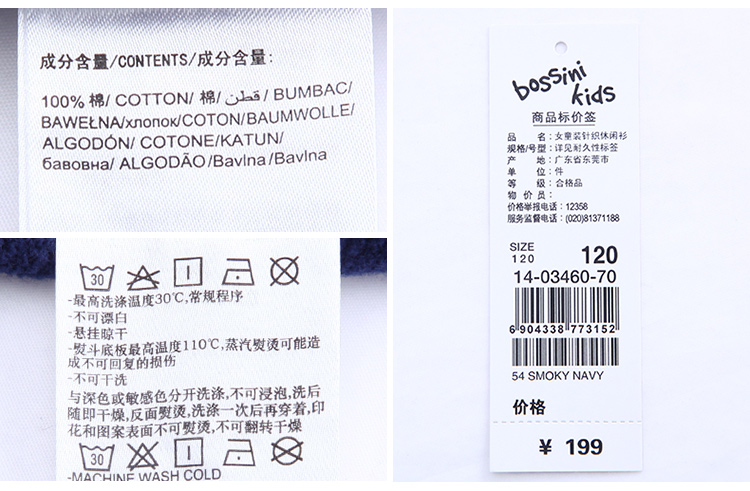 成分含量/CONTENTS/成分含量:
100% 棉/ COTTON/ 棉/ قطن / BUMBAC/
BAWEŁNA/хлопок/COTON/BAUMWOLLE/
ALGODÓN/ COTONE/KATUN/
бавовна/ ALGODÃO/Bavlna/Bavlna
30
-最高洗涤温度30℃,常规程序
-不可漂白
-悬挂晾干
-熨斗底板最高温度110℃,蒸汽熨烫可能造
成不可回复的损伤
-不可干洗
与深色或敏感色分开洗涤,不可浸泡,洗后
随即干燥,反面熨烫,洗涤一次后再穿着,印
花和图案表面不可熨烫,不可翻转干燥
30
-MACHINE WASH COLD
bossini
kids
商品标价签
品 名: 女童装针织休闲衫
规格/号型: 详见耐久性标签
产 地: 广东省东莞市
单 位: 件
等 级: 合格品
物 价 员:
价格举报电话: 12358
服务监督电话: (020)81371188
SIZE
120 120
14-03460-70
6 904338 773152
54 SMOKY NAVY
价格
¥ 199